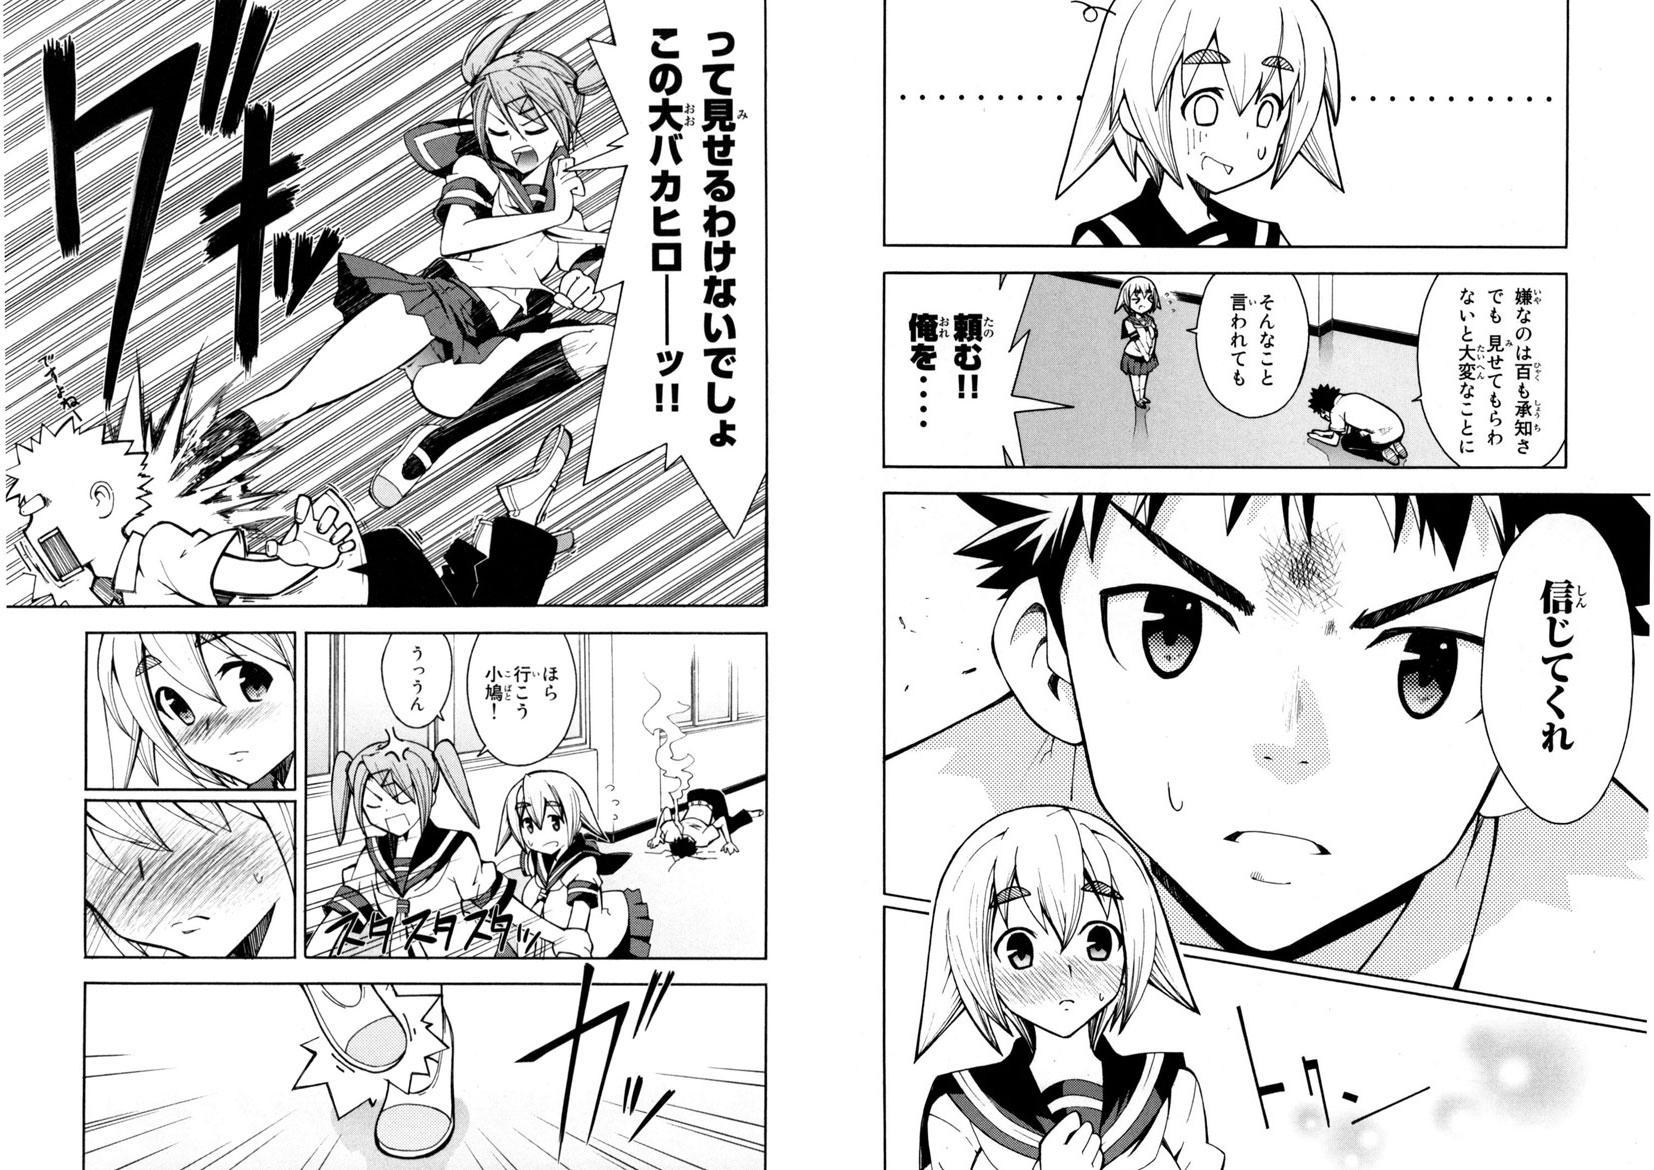 ・・・・・・・・・・・・・・・・・・
嫌なのは百も承知さ
でも 見せてもらわ
ないと大変なことに
そんなこと
言われても
頼む!!
俺を・・・・
信じてくれ
トクン
って見せるわけないでしょ
この大バカヒロ――ッ!!
グキッ
ですよねー
ほら
行こう
小鳩!
うっうん
スタスタスタッ
ガッ